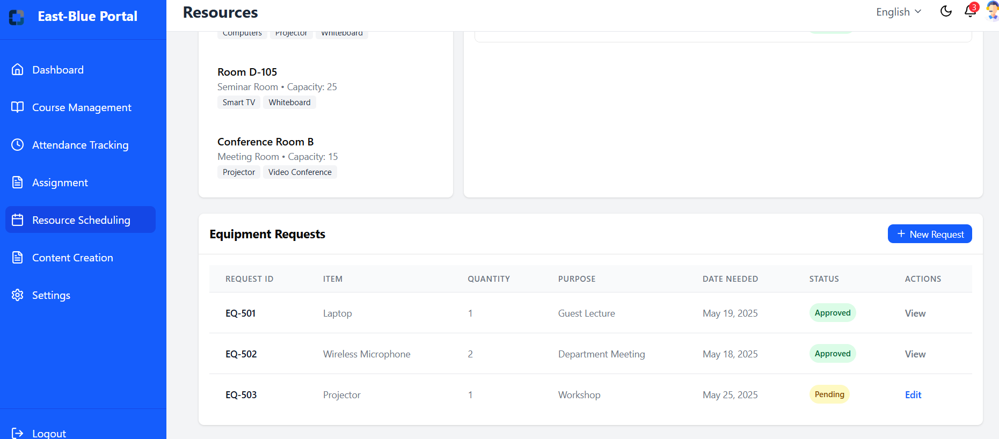 East-Blue Portal
Resources
English
3
Dashboard
Course Management
Attendance Tracking
Assignment
Resource Scheduling
Content Creation
Settings
Logout
Computers Projector Whiteboard
Room D-105
Seminar Room • Capacity: 25
Smart TV Whiteboard
Conference Room B
Meeting Room • Capacity: 15
Projector Video Conference
Equipment Requests
+ New Request
REQUEST ID ITEM QUANTITY PURPOSE DATE NEEDED STATUS ACTIONS
EQ-501 Laptop 1 Guest Lecture May 19, 2025 Approved View
EQ-502 Wireless Microphone 2 Department Meeting May 18, 2025 Approved View
EQ-503 Projector 1 Workshop May 25, 2025 Pending Edit